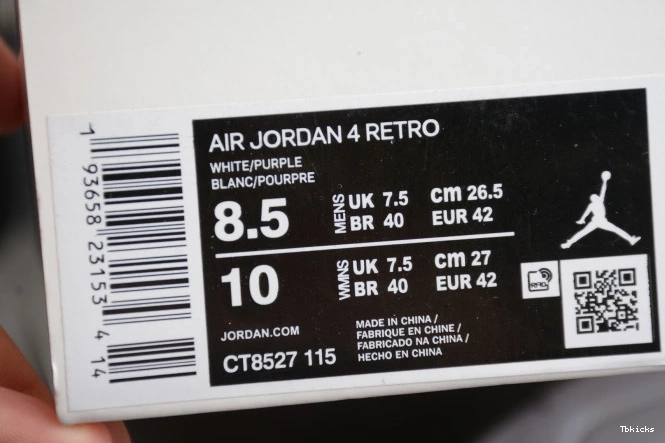 AIR JORDAN 4 RETRO
WHITE/PURPLE
BLANC/POURPRE
8.5 MENS UK 7.5 cm 26.5
BR 40 EUR 42
10 WMNS UK 7.5 cm 27
BR 40 EUR 42
JORDAN.COM
MADE IN CHINA /
FABRIQUE EN CHINE /
FABRICADO NA CHINA /
HECHO EN CHINA
CT8527 115
1 93658 23153 4 14
RFID
Tbkicks